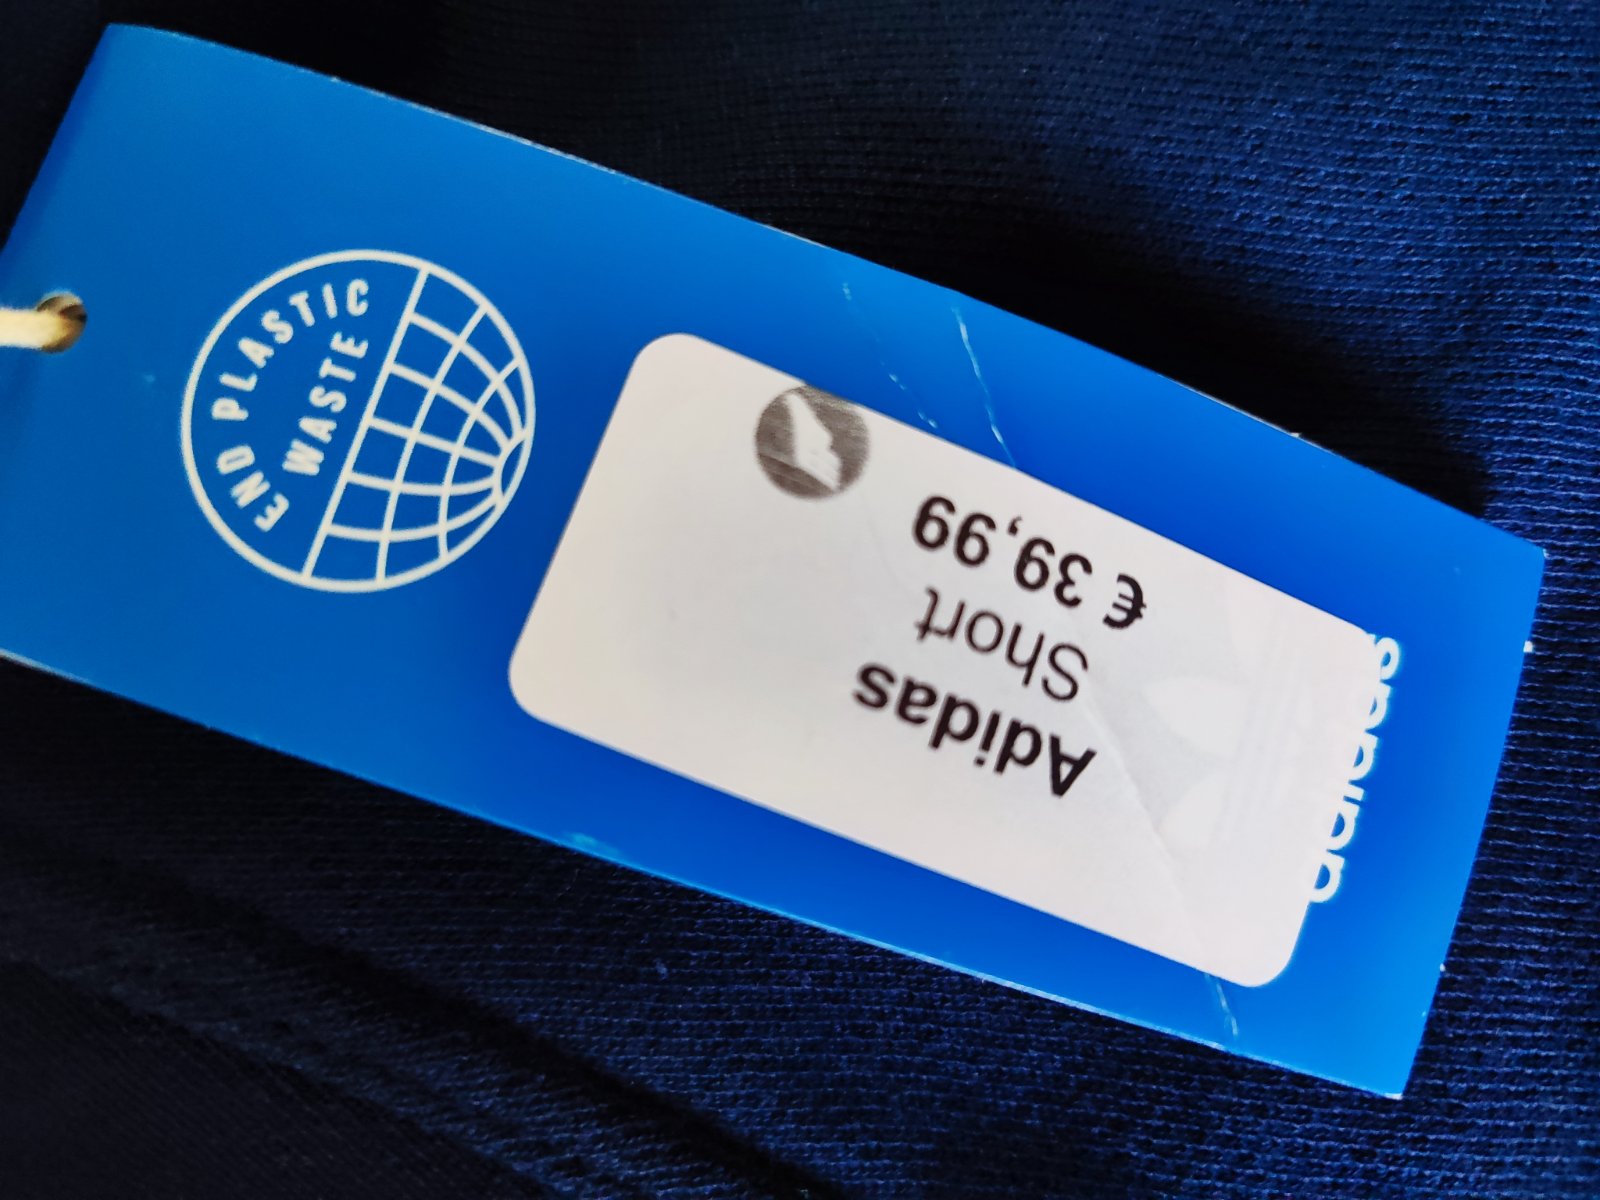 END PLASTIC
WASTE
Adidas
Short
€ 39,99
adidas